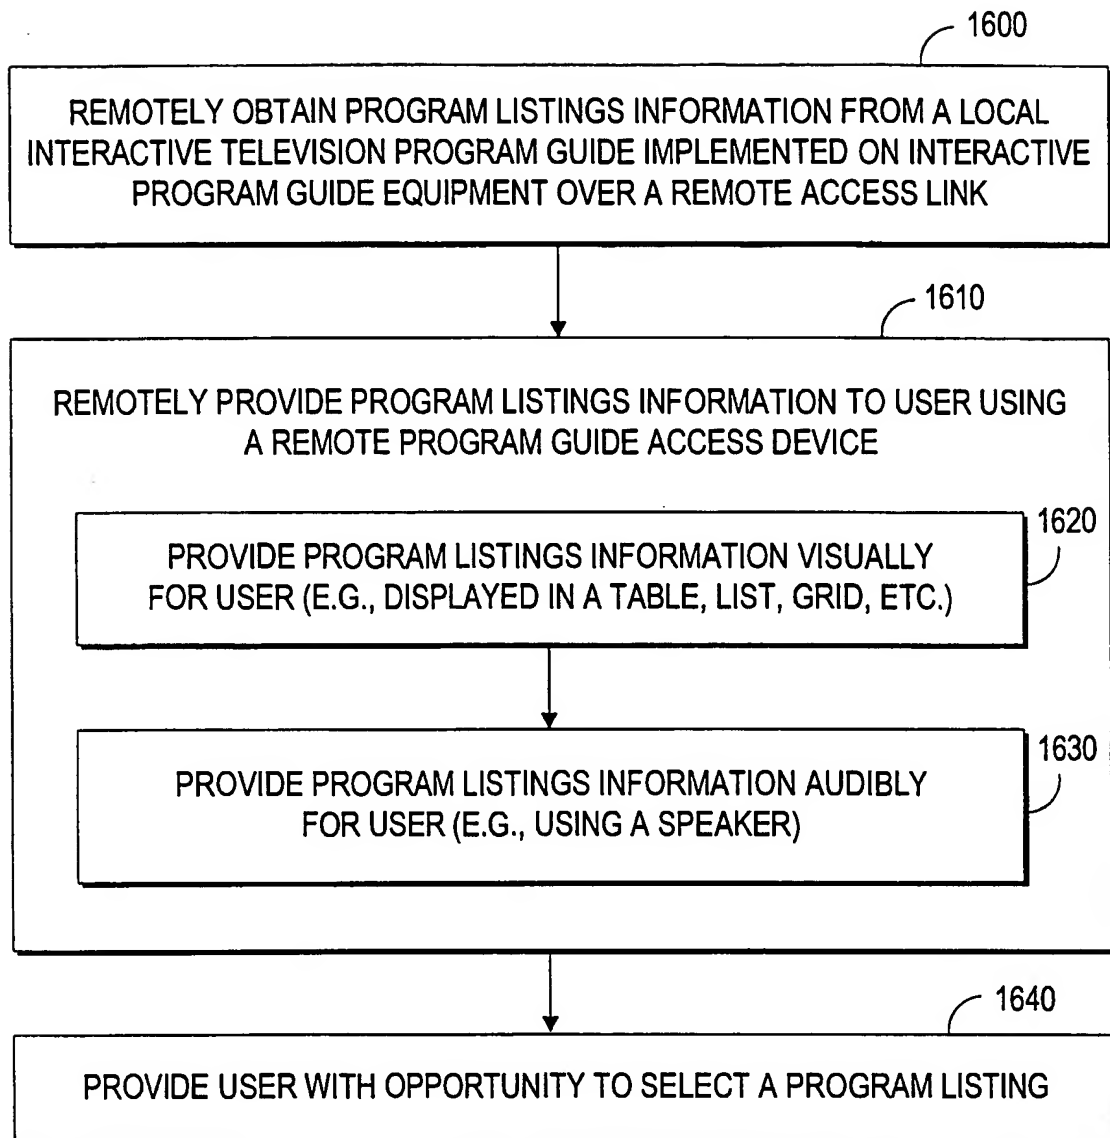 1600
REMOTELY OBTAIN PROGRAM LISTINGS INFORMATION FROM A LOCAL
INTERACTIVE TELEVISION PROGRAM GUIDE IMPLEMENTED ON INTERACTIVE
PROGRAM GUIDE EQUIPMENT OVER A REMOTE ACCESS LINK
1610
REMOTELY PROVIDE PROGRAM LISTINGS INFORMATION TO USER USING
A REMOTE PROGRAM GUIDE ACCESS DEVICE
1620
PROVIDE PROGRAM LISTINGS INFORMATION VISUALLY
FOR USER (E.G., DISPLAYED IN A TABLE, LIST, GRID, ETC.)
1630
PROVIDE PROGRAM LISTINGS INFORMATION AUDIBLY
FOR USER (E.G., USING A SPEAKER)
1640
PROVIDE USER WITH OPPORTUNITY TO SELECT A PROGRAM LISTING